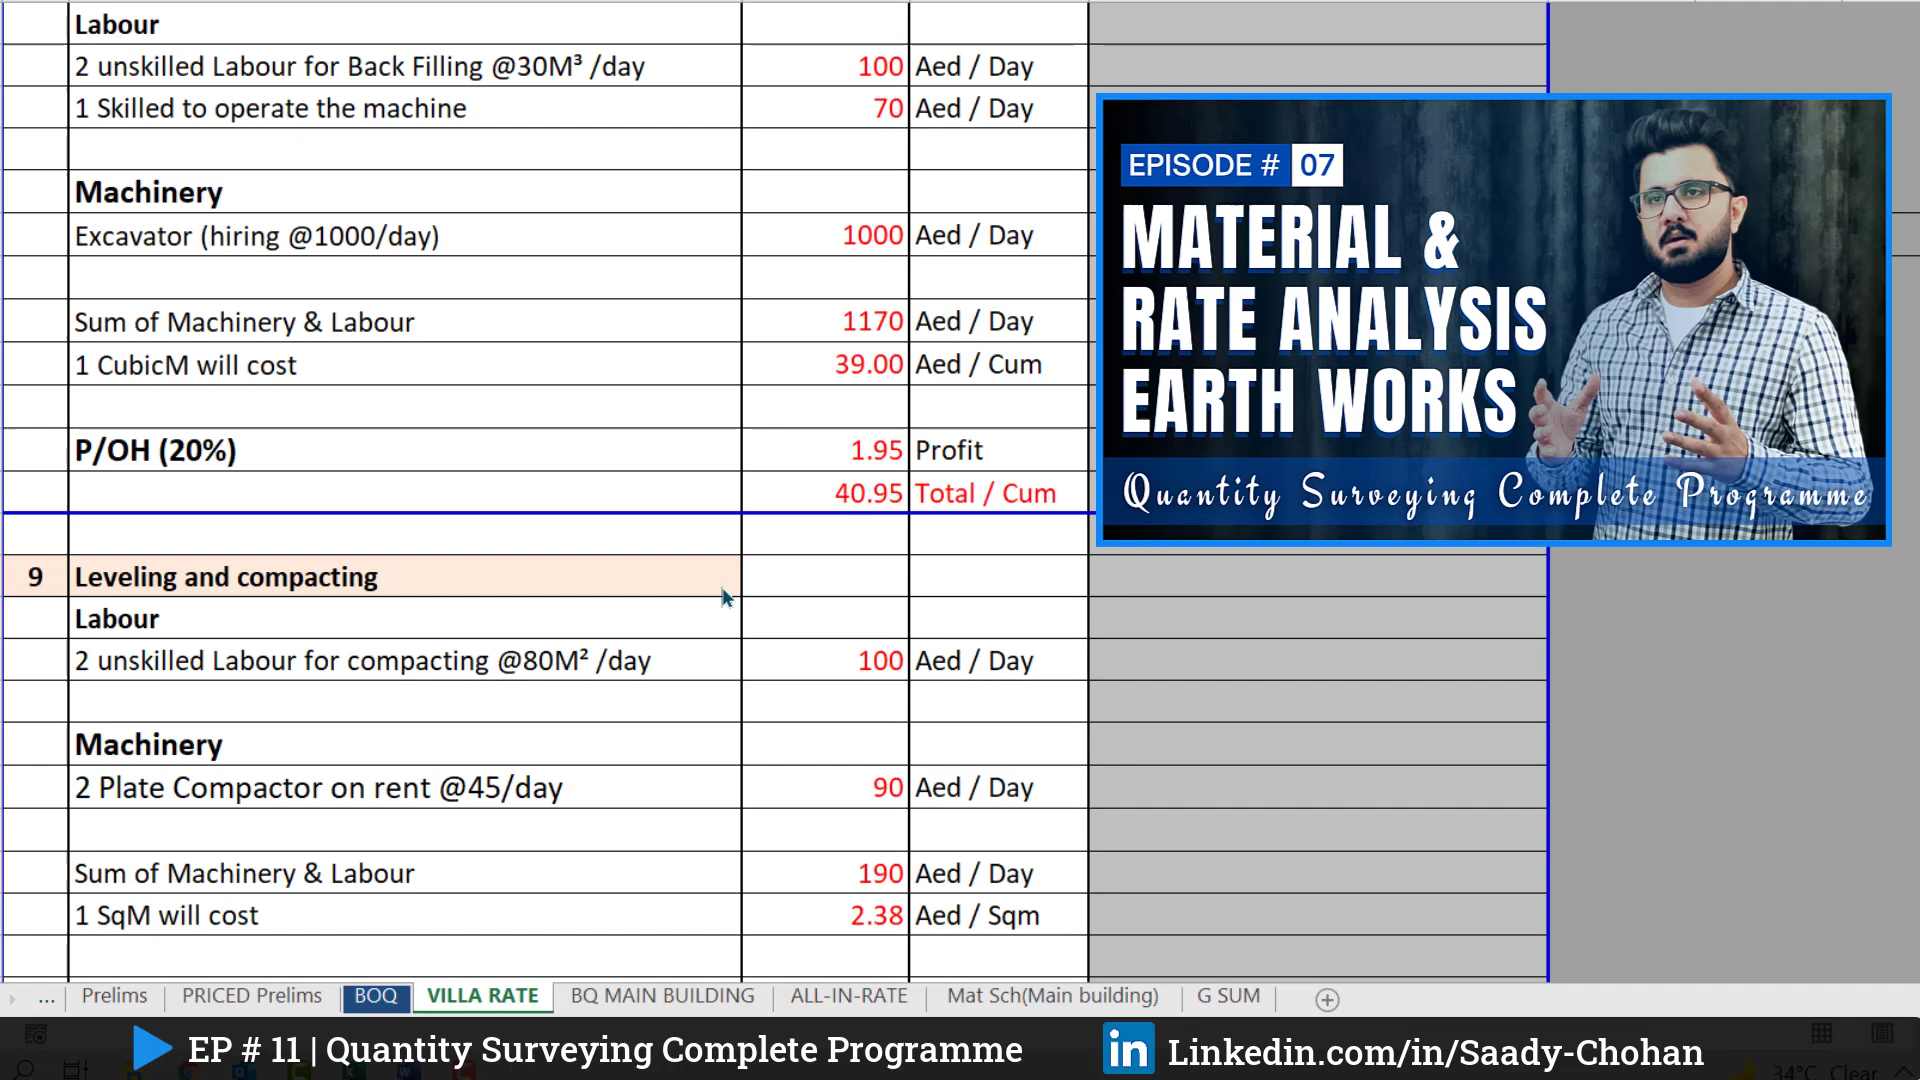 Labour
2 unskilled Labour for Back Filling @30M³ /day 100 Aed / Day
1 Skilled to operate the machine 70 Aed / Day
Machinery
Excavator (hiring @1000/day) 1000 Aed / Day
Sum of Machinery & Labour 1170 Aed / Day
1 CubicM will cost 39.00 Aed / Cum
P/OH (20%) 1.95 Profit
40.95 Total / Cum
9 Leveling and compacting
Labour
2 unskilled Labour for compacting @80M² /day 100 Aed / Day
Machinery
2 Plate Compactor on rent @45/day 90 Aed / Day
Sum of Machinery & Labour 190 Aed / Day
1 SqM will cost 2.38 Aed / Sqm
EPISODE # 07
MATERIAL &
RATE ANALYSIS
EARTH WORKS
Quantity Surveying Complete Programme
... Prelims PRICED Prelims BOQ VILLA RATE BQ MAIN BUILDING ALL-IN-RATE Mat Sch(Main building) G SUM
EP # 11 | Quantity Surveying Complete Programme
in Linkedin.com/in/Saady-Chohan
34°C Clear